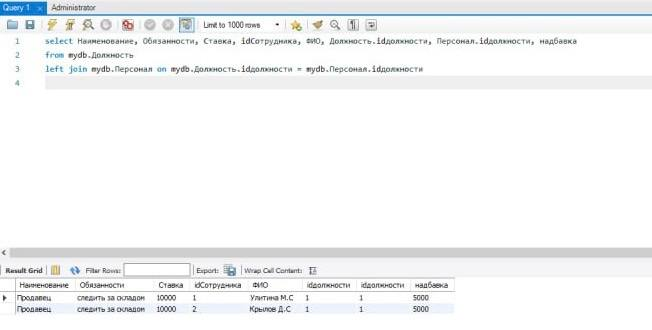 Query 1 Administrator
Limit to 1000 rows
1 select Наименование, Обязанности, Ставка, idСотрудника, ФИО, Должность.idдолжности, Персонал.idдолжности, надбавка
2 from mydb.Должность
3 left join mydb.Персонал on mydb.Должность.idдолжности = mydb.Персонал.idдолжности
4
Result Grid Filter Rows: Export: Wrap Cell Content:
Наименование Обязанности Ставка idСотрудника ФИО idдолжности idдолжности надбавка
Продавец следить за складом 10000 1 Улитина М.С 1 1 5000
Продавец следить за складом 10000 2 Крылов Д.С 1 1 5000